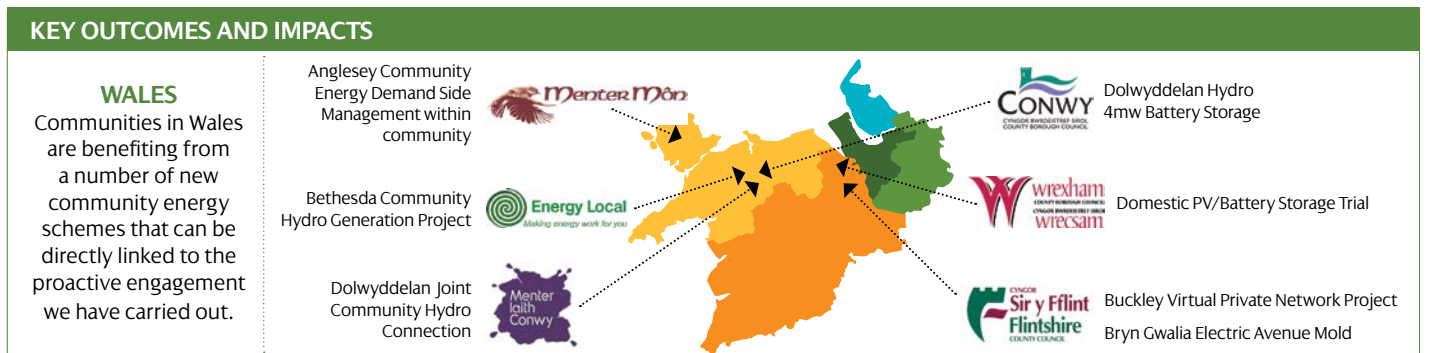 KEY OUTCOMES AND IMPACTS
WALES
Communities in Wales
are benefiting from
a number of new
community energy
schemes that can be
directly linked to the
proactive engagement
we have carried out.
Anglesey Community
Energy Demand Side
Management within
community
Menter Môn
Bethesda Community
Hydro Generation Project
Energy Local
Making energy work for you
Dolwyddelan Joint
Community Hydro
Connection
Menter
Iaith
Conwy
CONWY
CYNGOR BWRDEISTREF SIROL
COUNTY BOROUGH COUNCIL
Dolwyddelan Hydro
4mw Battery Storage
wrexham
COUNTY BOROUGH COUNCIL
CYNGOR BWRDEISTREF SIROL
wrecsam
Domestic PV/Battery Storage Trial
CYNGOR
Sir y Fflint
Flintshire
COUNTY COUNCIL
Buckley Virtual Private Network Project
Bryn Gwalia Electric Avenue Mold